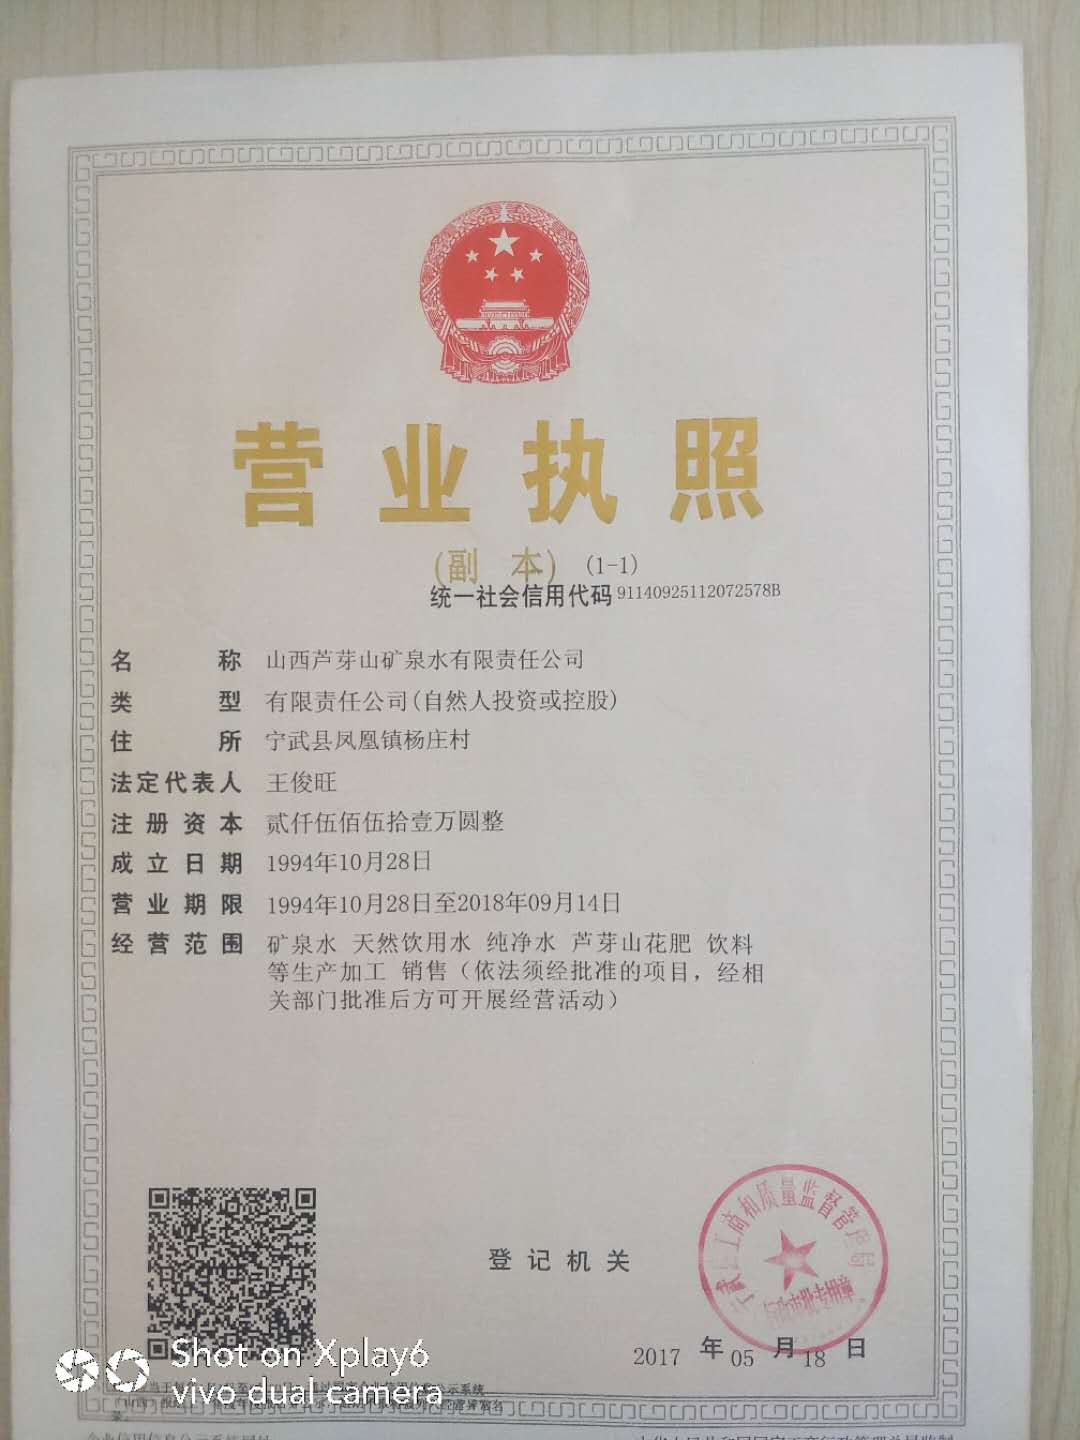 营业执照
(副 本) (1-1)
统一社会信用代码 91140925112072578B
名 称 山西芦芽山矿泉水有限责任公司
类 型 有限责任公司(自然人投资或控股)
住 所 宁武县凤凰镇杨庄村
法定代表人 王俊旺
注册资本 贰仟伍佰伍拾壹万圆整
成立日期 1994年10月28日
营业期限 1994年10月28日至2018年09月14日
经营范围 矿泉水 天然饮用水 纯净水 芦芽山花肥 饮料
等生产加工 销售（依法须经批准的项目，经相
关部门批准后方可开展经营活动）
工商和质量监督管理局
登记机关
2017 年 05 月 18 日
Shot on Xplay6
vivo dual camera